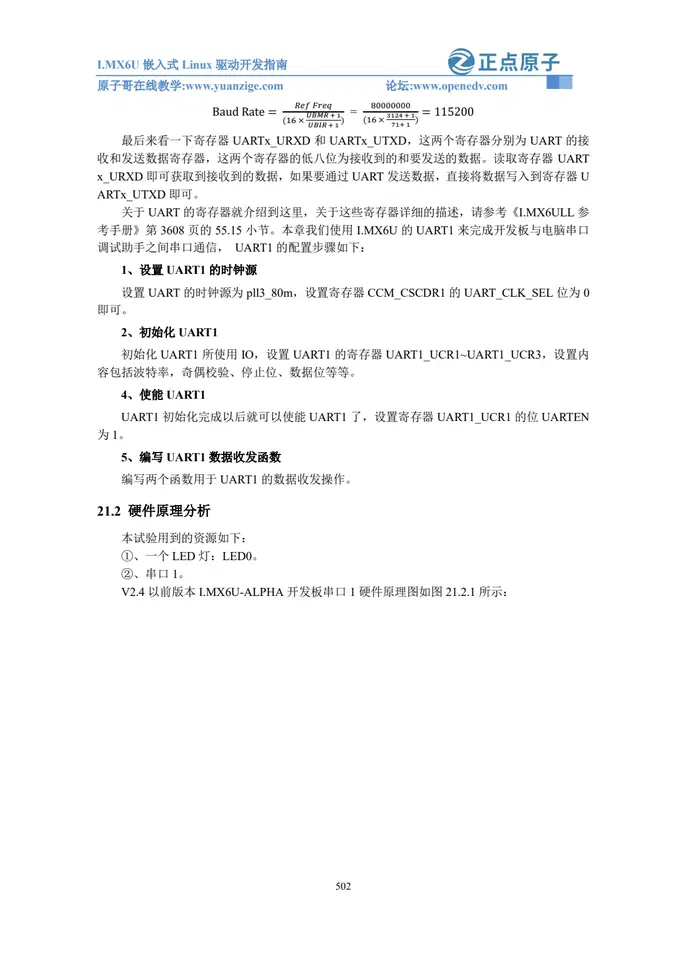 I.MX6U 嵌入式 Linux 驱动开发指南
正点原子
原子哥在线教学:www.yuanzige.com 论坛:www.openedv.com
Baud Rate = Ref Freq / (16 × (UBMR + 1)/(UBIR + 1)) = 80000000 / (16 × (3124 + 1)/(71 + 1)) = 115200
最后来看一下寄存器 UARTx_URXD 和 UARTx_UTXD，这两个寄存器分别为 UART 的接
收和发送数据寄存器，这两个寄存器的低八位为接收到的和要发送的数据。读取寄存器 UART
x_URXD 即可获取到接收到的数据，如果要通过 UART 发送数据，直接将数据写入到寄存器 U
ARTx_UTXD 即可。
关于 UART 的寄存器就介绍到这里，关于这些寄存器详细的描述，请参考《I.MX6ULL 参
考手册》第 3608 页的 55.15 小节。本章我们使用 I.MX6U 的 UART1 来完成开发板与电脑串口
调试助手之间串口通信， UART1 的配置步骤如下：
1、设置 UART1 的时钟源
设置 UART 的时钟源为 pll3_80m，设置寄存器 CCM_CSCDR1 的 UART_CLK_SEL 位为 0
即可。
2、初始化 UART1
初始化 UART1 所使用 IO，设置 UART1 的寄存器 UART1_UCR1~UART1_UCR3，设置内
容包括波特率，奇偶校验、停止位、数据位等等。
4、使能 UART1
UART1 初始化完成以后就可以使能 UART1 了，设置寄存器 UART1_UCR1 的位 UARTEN
为 1。
5、编写 UART1 数据收发函数
编写两个函数用于 UART1 的数据收发操作。
21.2 硬件原理分析
本试验用到的资源如下：
①、一个 LED 灯：LED0。
②、串口 1。
V2.4 以前版本 I.MX6U-ALPHA 开发板串口 1 硬件原理图如图 21.2.1 所示：
502